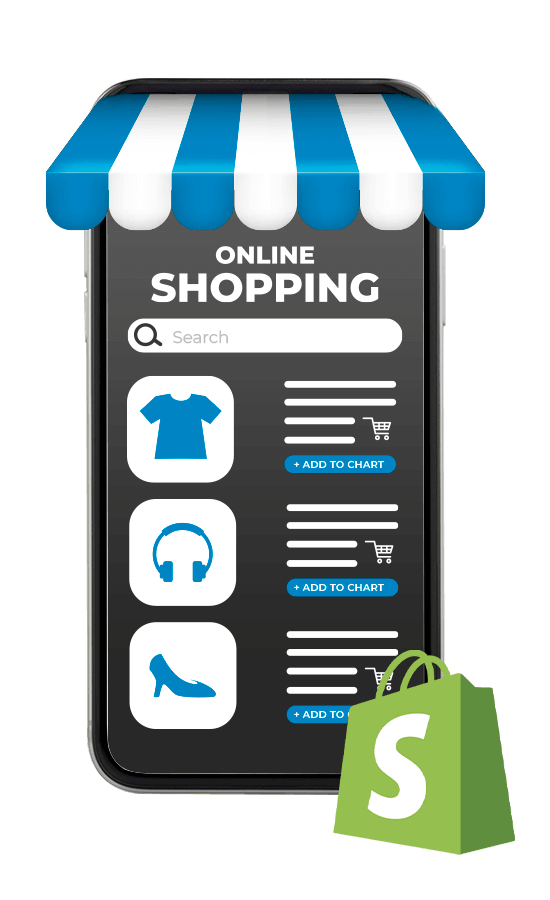 ONLINE
SHOPPING
Search
+ ADD TO CHART
+ ADD TO CHART
+ ADD TO
S